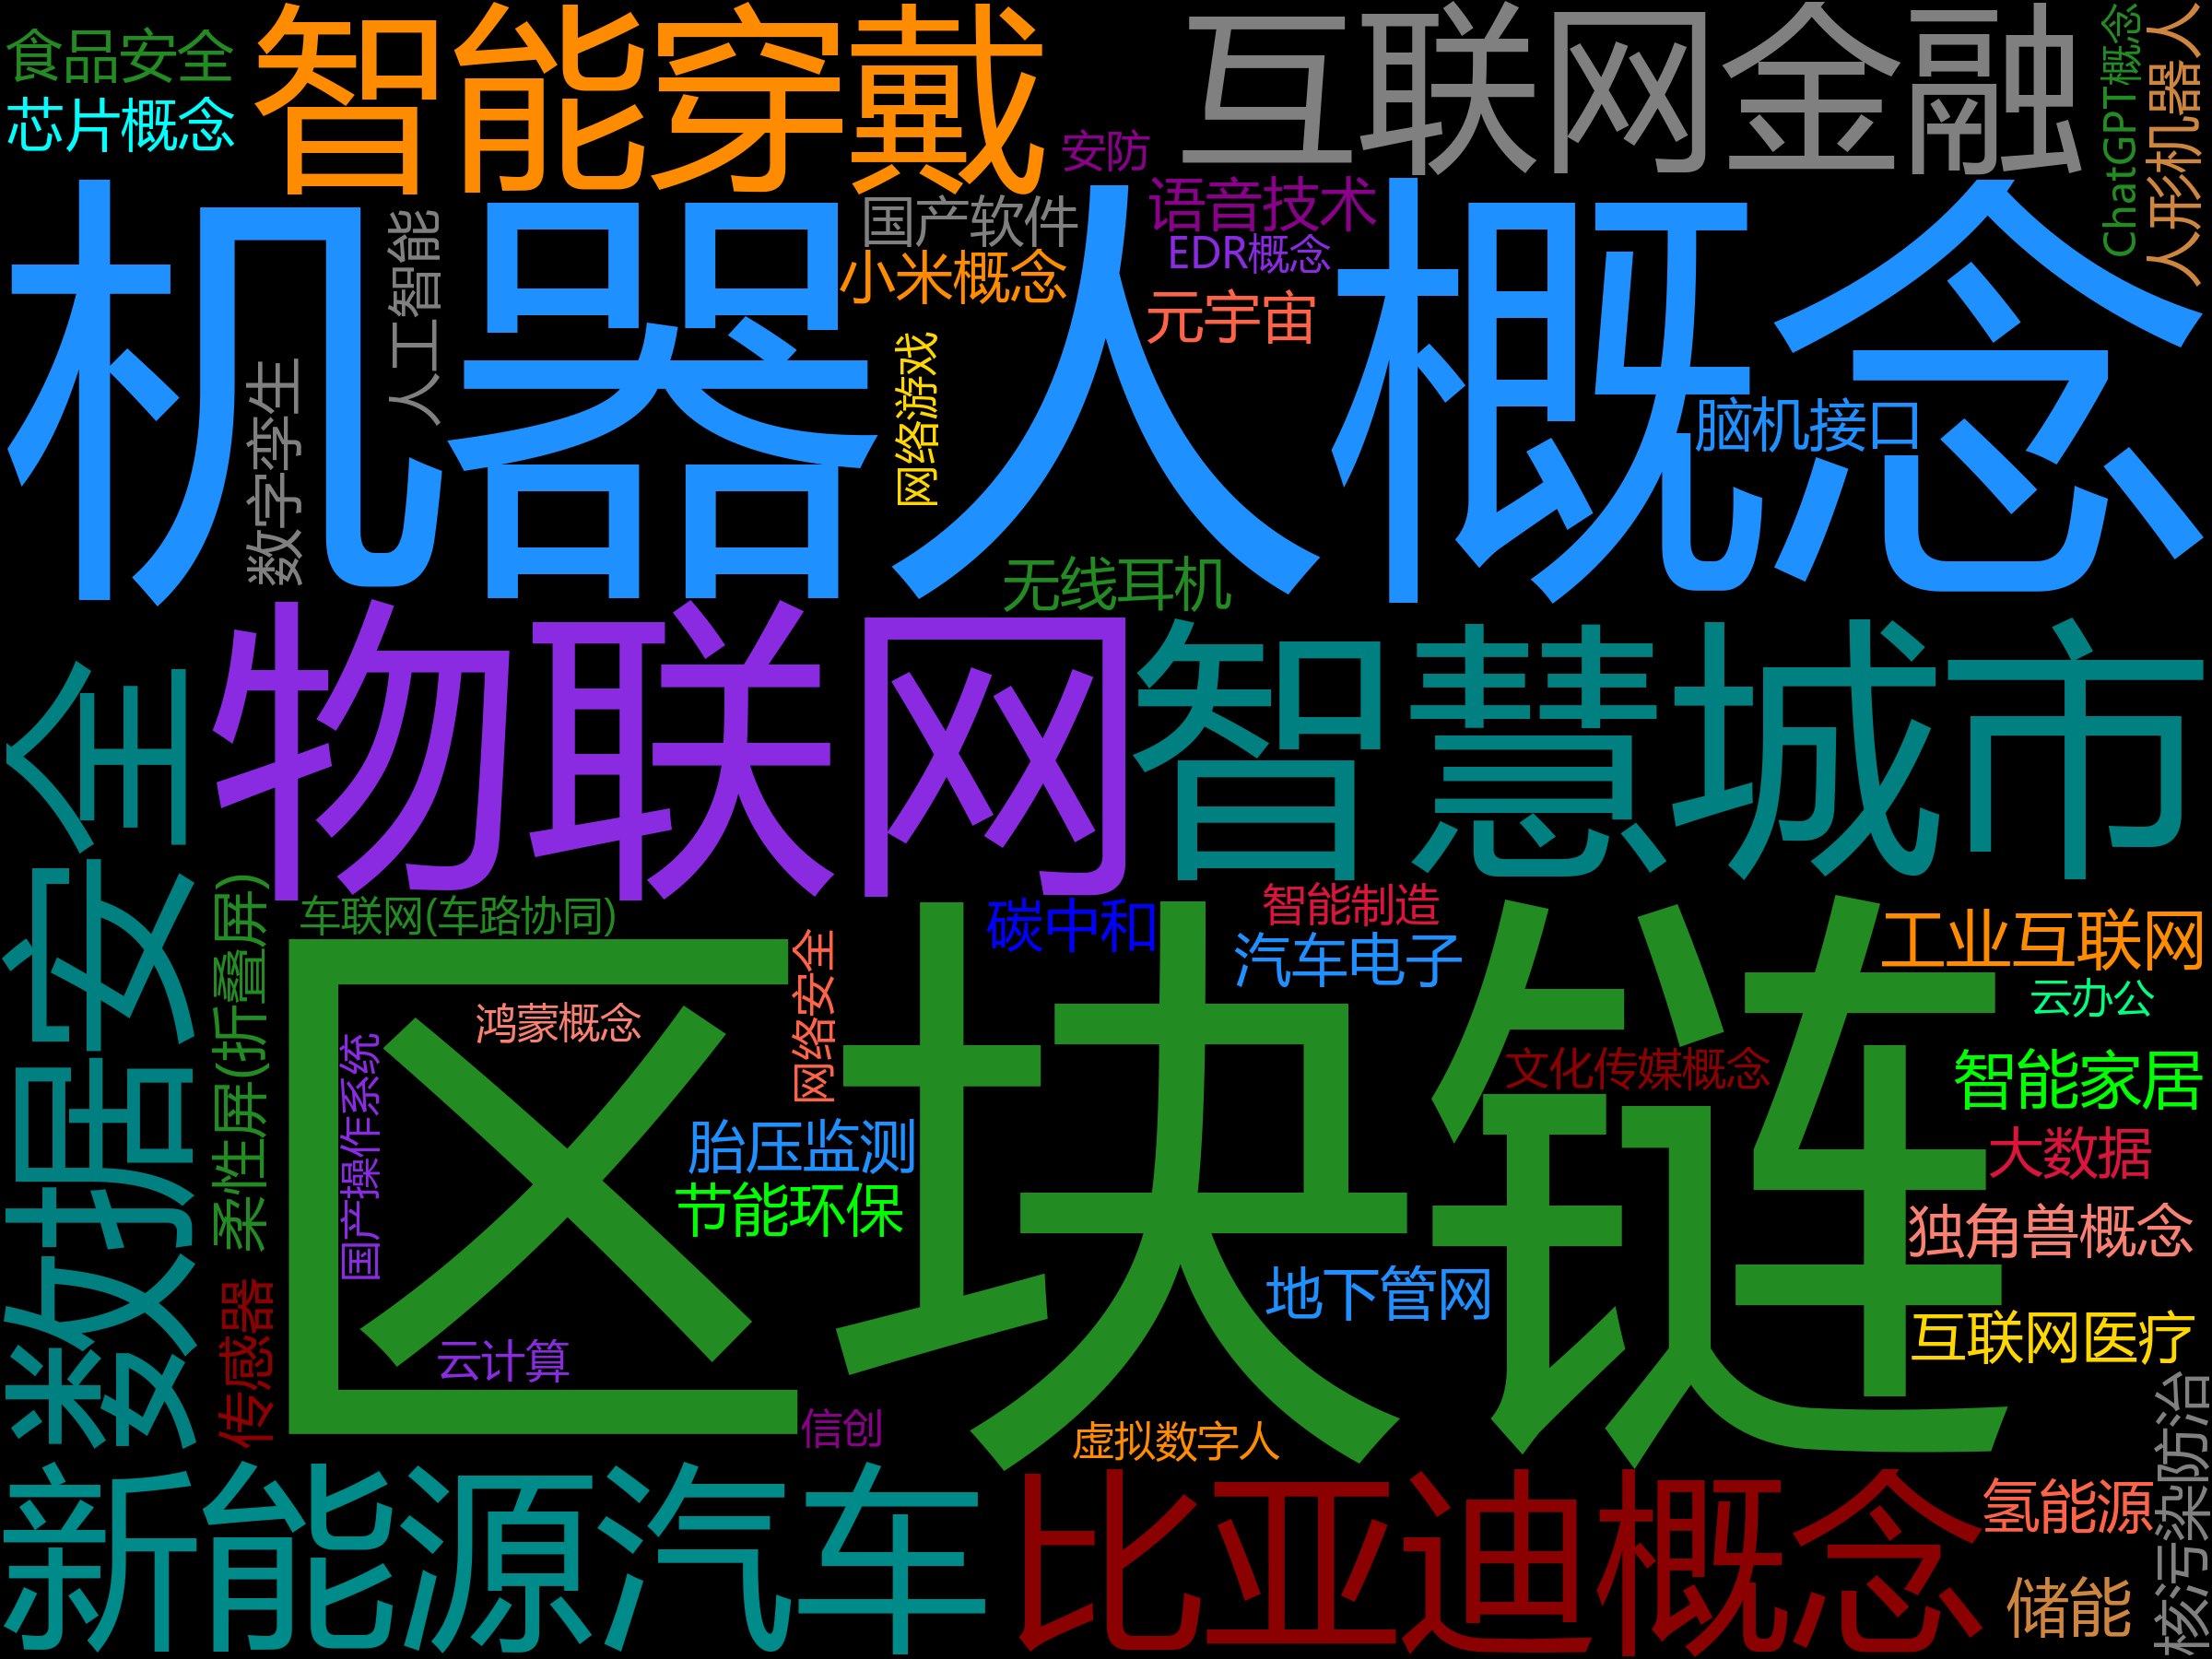 食品安全
智能穿戴
互联网金融
ChatGPT概念
人形机器人
芯片概念
安防
语音技术
国产软件
EDR概念
小米概念
元宇宙
机器人概念
人工智能
数字学生
网络游戏
脑机接口
无线耳机
物联网
智慧城市
数据安全
柔性屏(折叠屏)
车联网(车路协同)
碳中和
智能制造
汽车电子
工业互联网
网络安全
云办公
鸿蒙概念
国产操作系统
文化传媒概念
智能家居
区块链
胎压监测
大数据
节能环保
独角兽概念
地下管网
传感器
互联网医疗
云计算
信创
虚拟数字人
核污染防治
新能源汽车
比亚迪概念
氢能源
储能